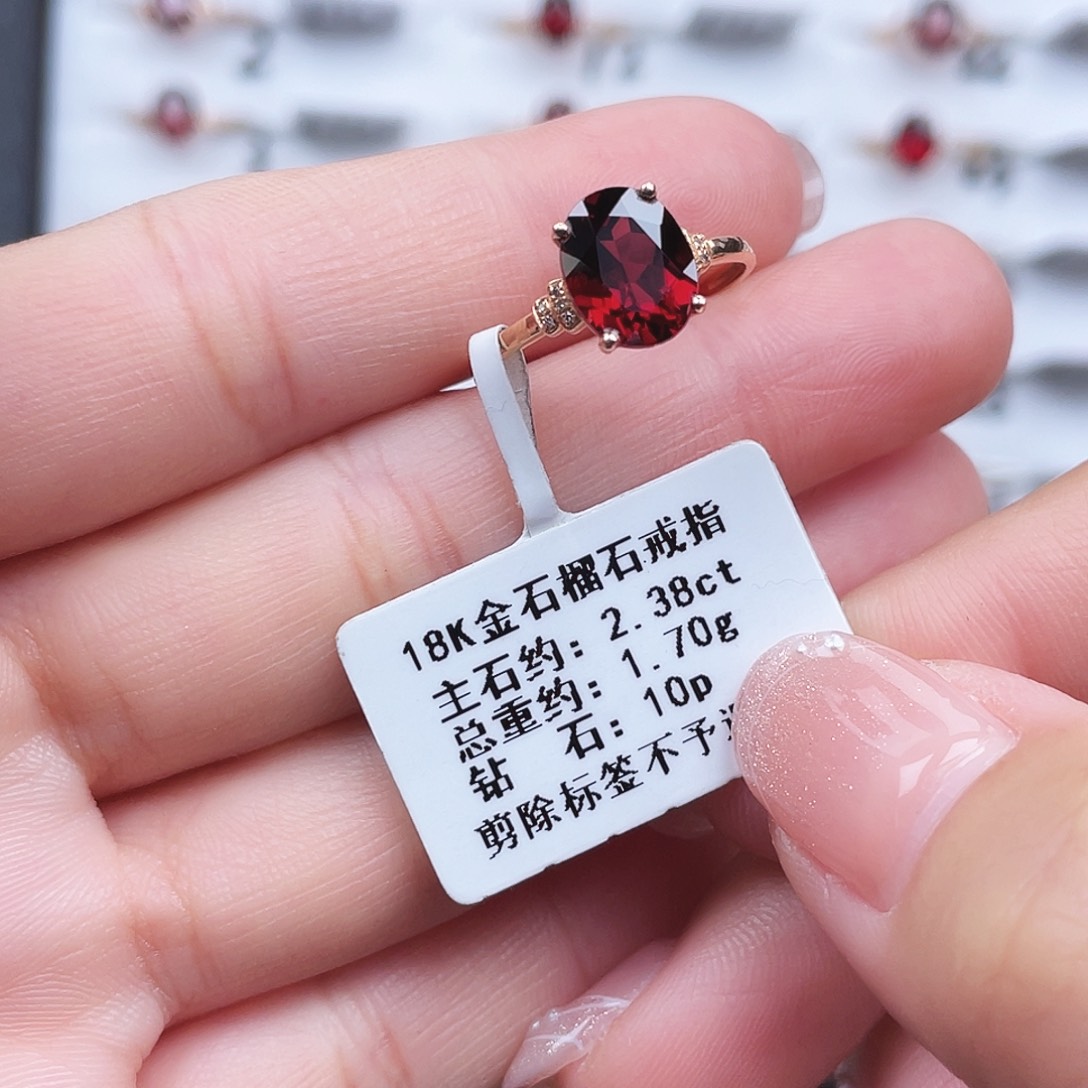 18K金石榴石戒指
主石约: 2.38ct
总重约: 1.70g
钻 石: 10p
剪除标签不予